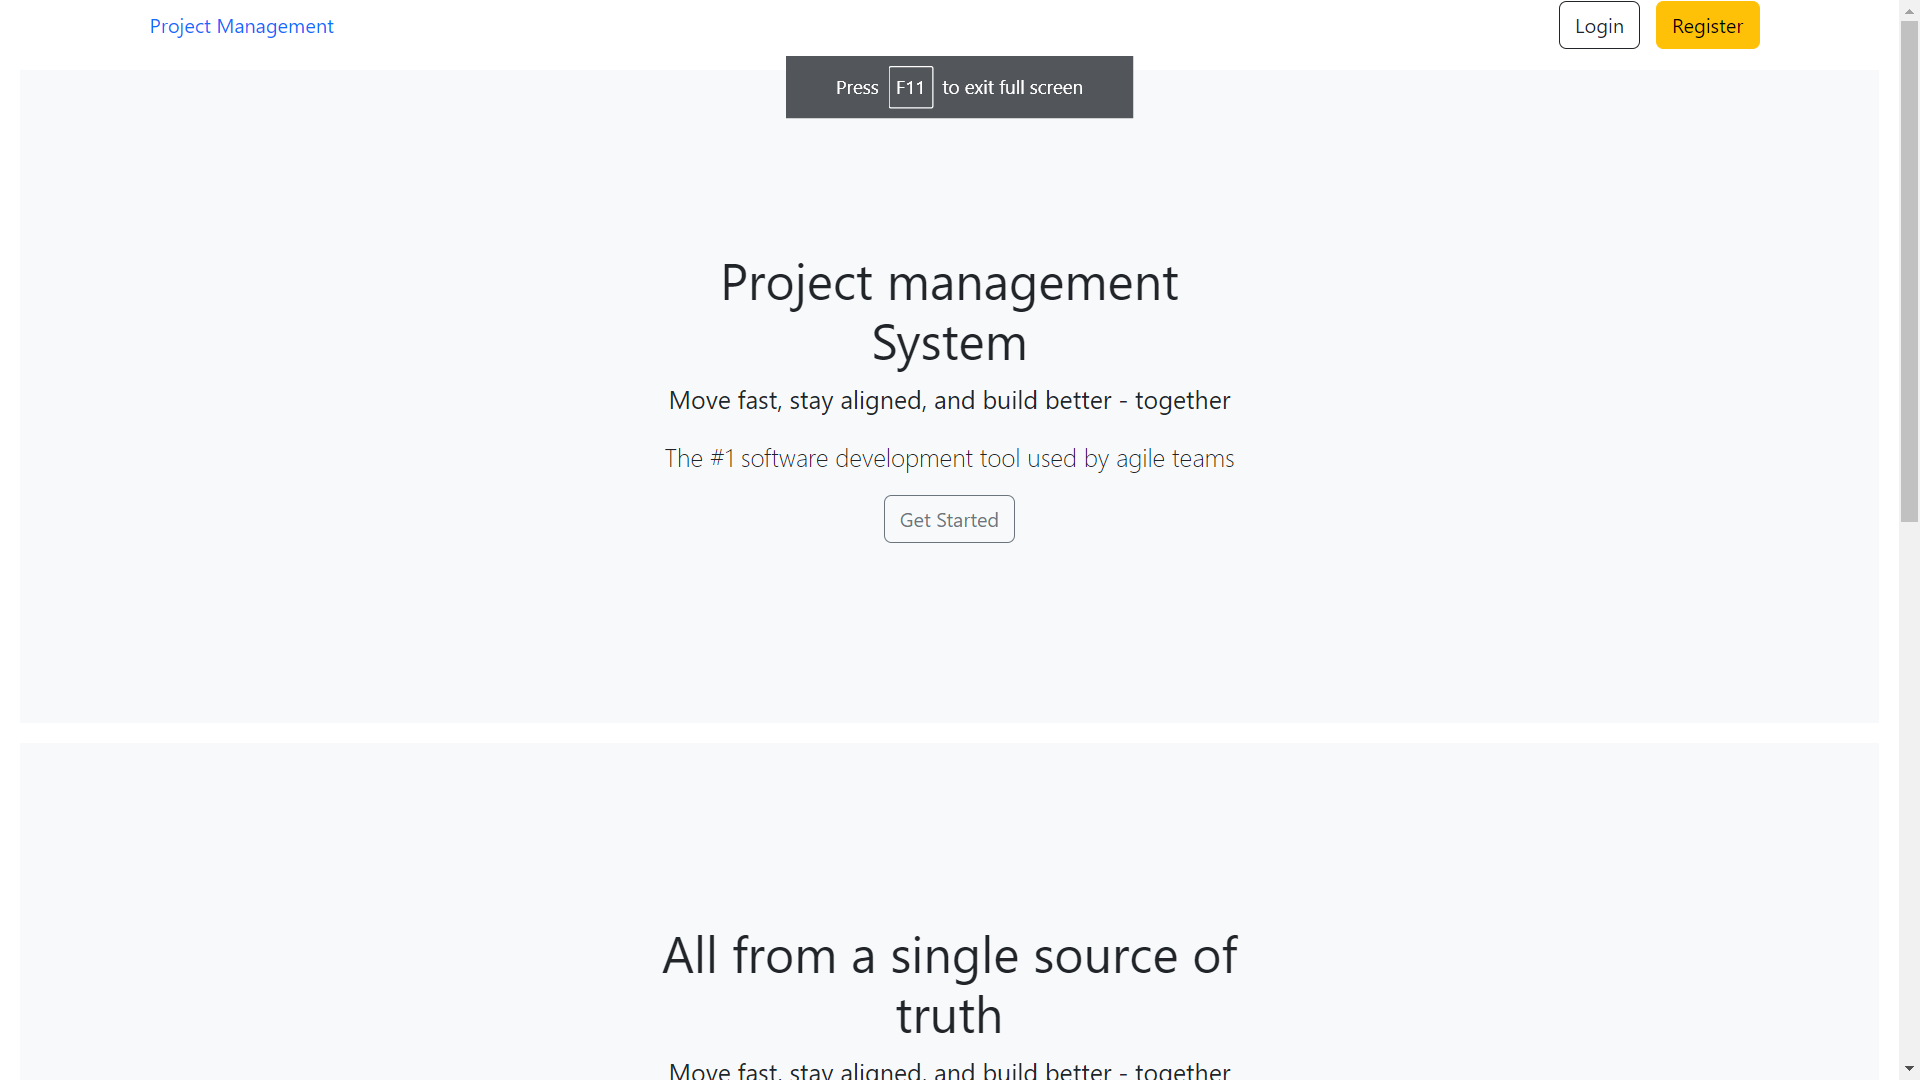 Project Management
Login
Register
Press F11 to exit full screen
Project management
System
Move fast, stay aligned, and build better - together
The #1 software development tool used by agile teams
Get Started
All from a single source of
truth
Move fast, stay aligned, and build better - together